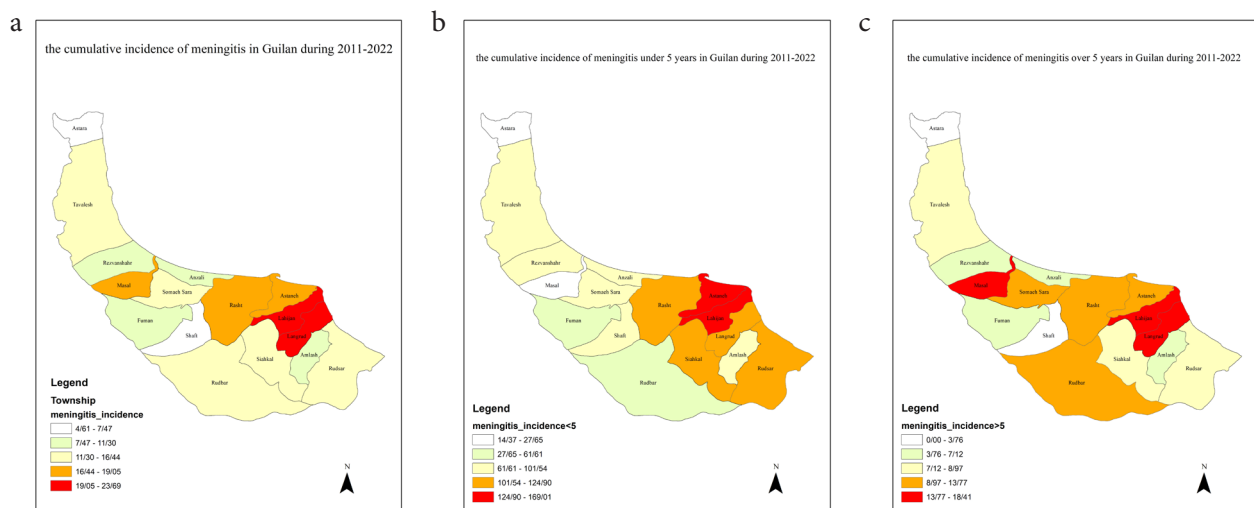 a
the cumulative incidence of meningitis in Guilan during 2011-2022
Astara
Tavalesh
Rezvanshahr
Masal
Anzali
Somaeh Sara
Rasht
Astaneh
Lahijan
Langrud
Fuman
Shaft
Siahkal
Amlash
Rudsar
Rudbar
Legend
Township
meningitis_incidence
4/61 - 7/47
7/47 - 11/30
11/30 - 16/44
16/44 - 19/05
19/05 - 23/69
N
b
the cumulative incidence of meningitis under 5 years in Guilan during 2011-2022
Astara
Tavalesh
Rezvanshahr
Masal
Anzali
Somaeh Sara
Rasht
Astaneh
Lahijan
Langrud
Fuman
Shaft
Siahkal
Amlash
Rudsar
Rudbar
Legend
meningitis_incidence<5
14/37 - 27/65
27/65 - 61/61
61/61 - 101/54
101/54 - 124/90
124/90 - 169/01
N
c
the cumulative incidence of meningitis over 5 years in Guilan during 2011-2022
Astara
Tavalesh
Rezvanshahr
Masal
Anzali
Somaeh Sara
Rasht
Astaneh
Lahijan
Langrud
Fuman
Shaft
Siahkal
Amlash
Rudsar
Rudbar
Legend
meningitis_incidence>5
0/00 - 3/76
3/76 - 7/12
7/12 - 8/97
8/97 - 13/77
13/77 - 18/41
N